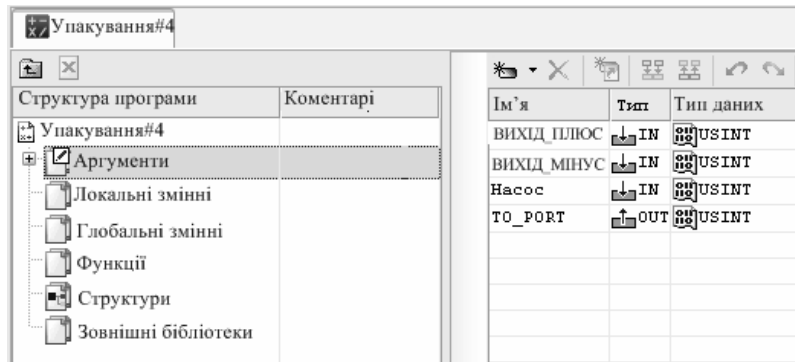 Упакування#4
Структура програми Коментарі
Упакування#4
Аргументи
Локальні змінні
Глобальні змінні
Функції
Структури
Зовнішні бібліотеки
Ім’я Тип Тип даних
ВИХІД_ПЛЮС IN USINT
ВИХІД_МІНУС IN USINT
Насос IN USINT
TO_PORT OUT USINT